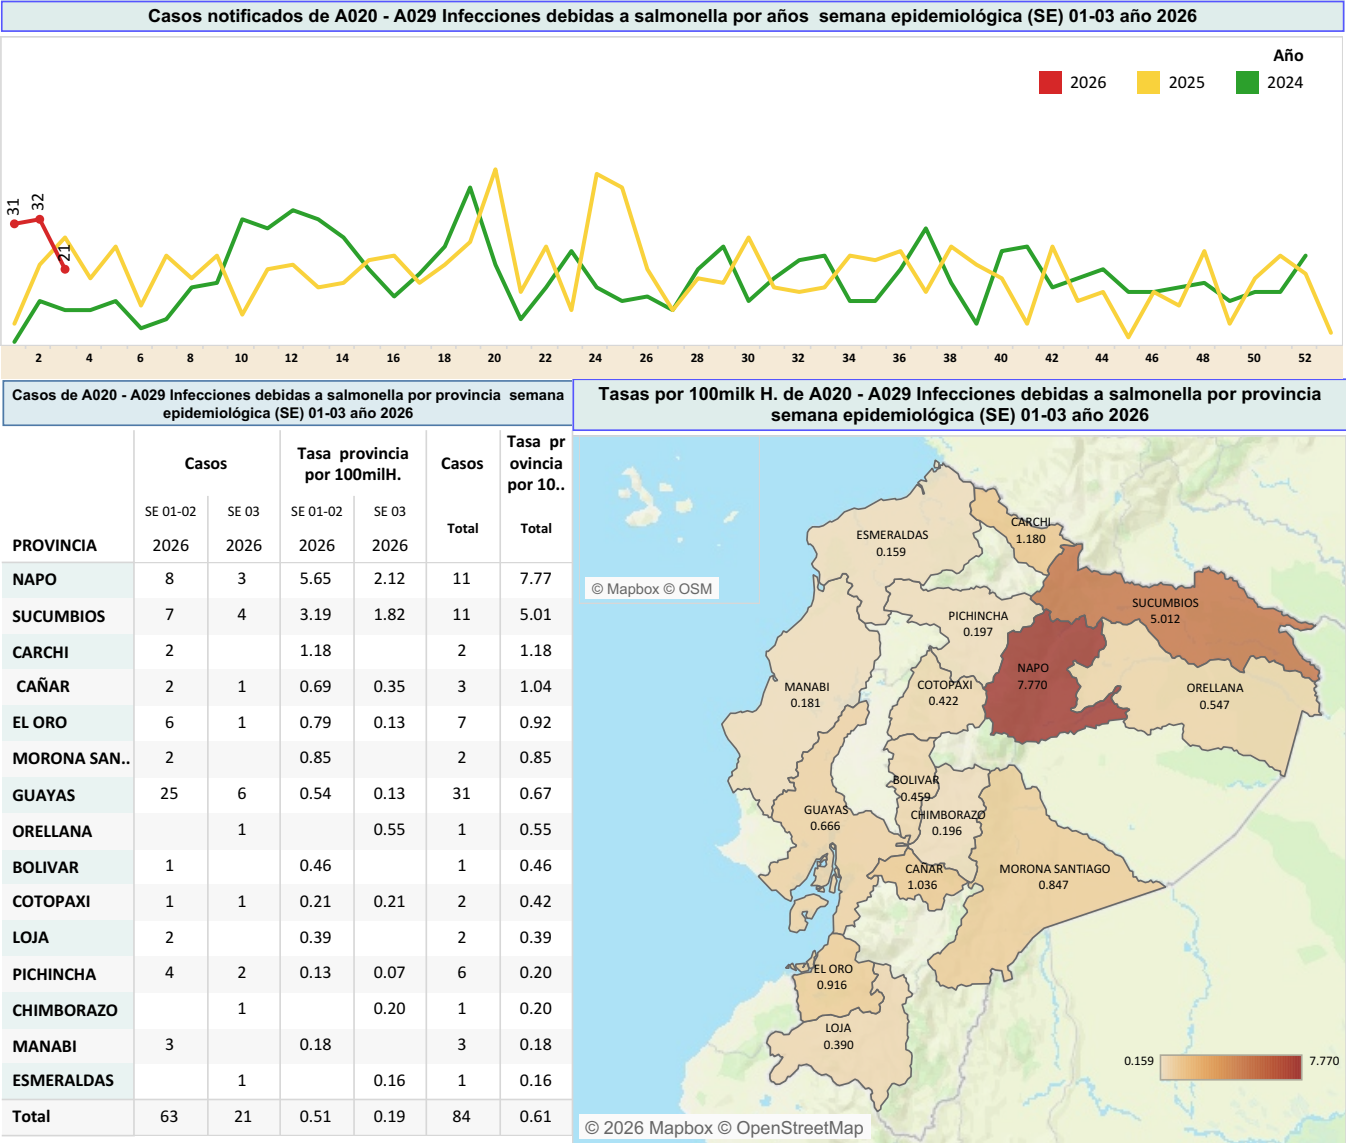 Casos notificados de A020 - A029 Infecciones debidas a salmonella por años semana epidemiológica (SE) 01-03 año 2026
Año
2026 2025 2024
31
32
21
2 4 6 8 10 12 14 16 18 20 22 24 26 28 30 32 34 36 38 40 42 44 46 48 50 52
Casos de A020 - A029 Infecciones debidas a salmonella por provincia semana
epidemiológica (SE) 01-03 año 2026
Casos Tasa provincia por 100milH. Casos Tasa pr ovincia por 10..
SE 01-02 SE 03 SE 01-02 SE 03 Total Total
PROVINCIA 2026 2026 2026 2026
NAPO 8 3 5.65 2.12 11 7.77
SUCUMBIOS 7 4 3.19 1.82 11 5.01
CARCHI 2 1.18 2 1.18
CAÑAR 2 1 0.69 0.35 3 1.04
EL ORO 6 1 0.79 0.13 7 0.92
MORONA SAN.. 2 0.85 2 0.85
GUAYAS 25 6 0.54 0.13 31 0.67
ORELLANA 1 0.55 1 0.55
BOLIVAR 1 0.46 1 0.46
COTOPAXI 1 1 0.21 0.21 2 0.42
LOJA 2 0.39 2 0.39
PICHINCHA 4 2 0.13 0.07 6 0.20
CHIMBORAZO 1 0.20 1 0.20
MANABI 3 0.18 3 0.18
ESMERALDAS 1 0.16 1 0.16
Total 63 21 0.51 0.19 84 0.61
Tasas por 100milk H. de A020 - A029 Infecciones debidas a salmonella por provincia
semana epidemiológica (SE) 01-03 año 2026
© Mapbox © OSM
ESMERALDAS
0.159
CARCHI
1.180
SUCUMBIOS
5.012
PICHINCHA
0.197
NAPO
7.770
MANABI
0.181
COTOPAXI
0.422
ORELLANA
0.547
BOLIVAR
0.459
GUAYAS
0.666
CHIMBORAZO
0.196
CAÑAR
1.036
MORONA SANTIAGO
0.847
EL ORO
0.916
LOJA
0.390
0.159 7.770
© 2026 Mapbox © OpenStreetMap